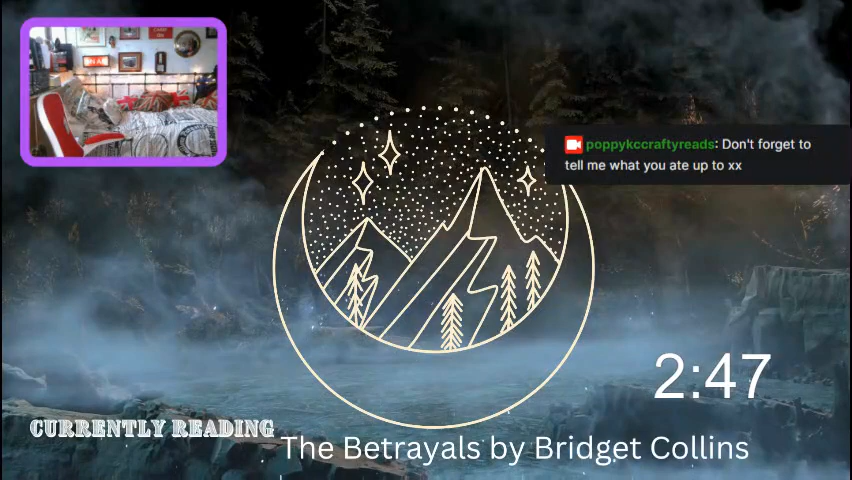 poppykccraftyreads: Don't forget to
tell me what you ate up to xx
2:47
CURRENTLY READING
The Betrayals by Bridget Collins